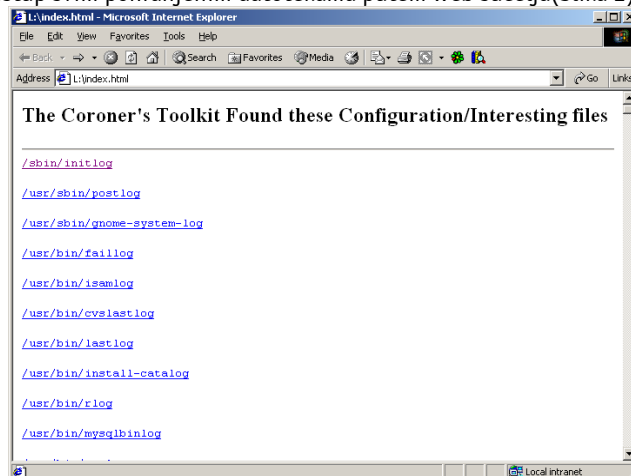 L:\index.html - Microsoft Internet Explorer
File Edit View Favorites Tools Help
Back Search Favorites Media
Address L:\index.html Go Links
The Coroner's Toolkit Found these Configuration/Interesting files
/sbin/initlog
/usr/sbin/postlog
/usr/sbin/gnome-system-log
/usr/bin/faillog
/usr/bin/isamlog
/usr/bin/cvslastlog
/usr/bin/lastlog
/usr/bin/install-catalog
/usr/bin/rlog
/usr/bin/mysqlbinlog
Local intranet